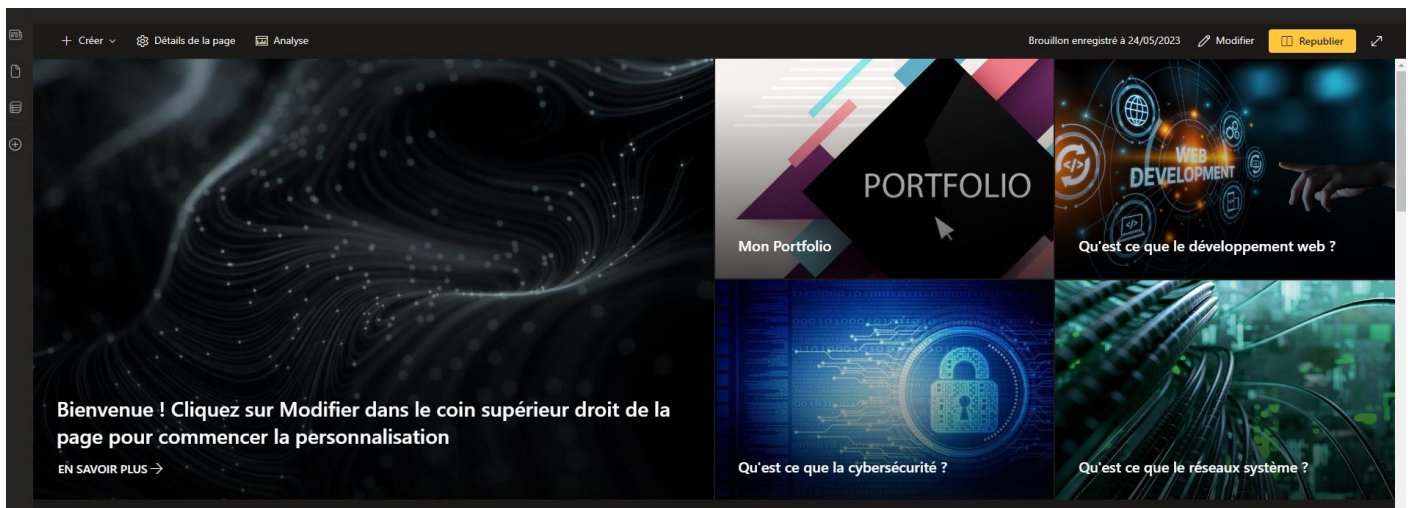 Créer
Détails de la page
Analyse
Brouillon enregistré à 24/05/2023
Modifier
Republier
PORTFOLIO
Mon Portfolio
WEB
DEVELOPMENT
Qu'est ce que le développement web ?
Bienvenue ! Cliquez sur Modifier dans le coin supérieur droit de la
page pour commencer la personnalisation
EN SAVOIR PLUS →
Qu'est ce que la cybersécurité ?
Qu'est ce que le réseaux système ?